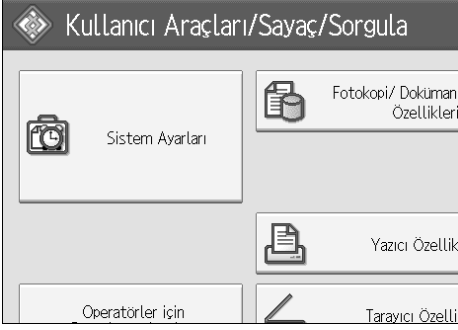 Kullanıcı Araçları/Sayaç/Sorgula
Sistem Ayarları
Fotokopi/ Doküman
Özellikleri
Yazıcı Özellik
Operatörler için
Tarayıcı Özelli